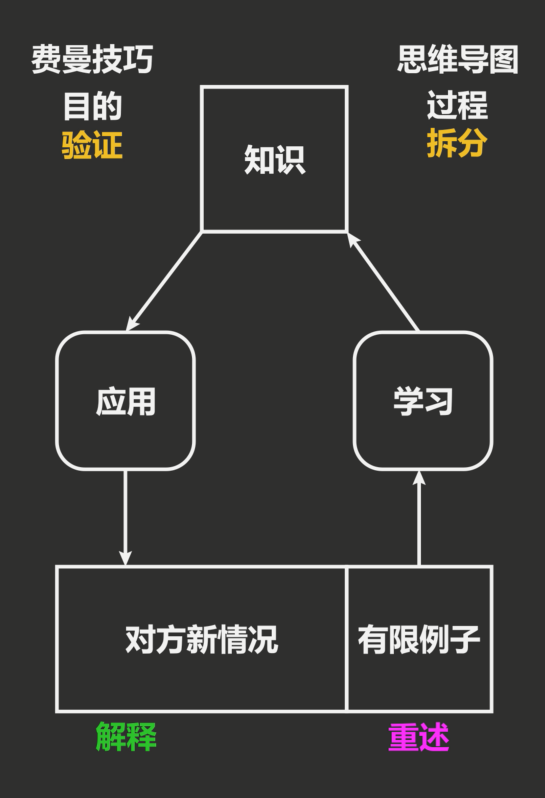 费曼技巧
目的
验证
思维导图
过程
拆分
知识
应用
学习
对方新情况
有限例子
解释
重述